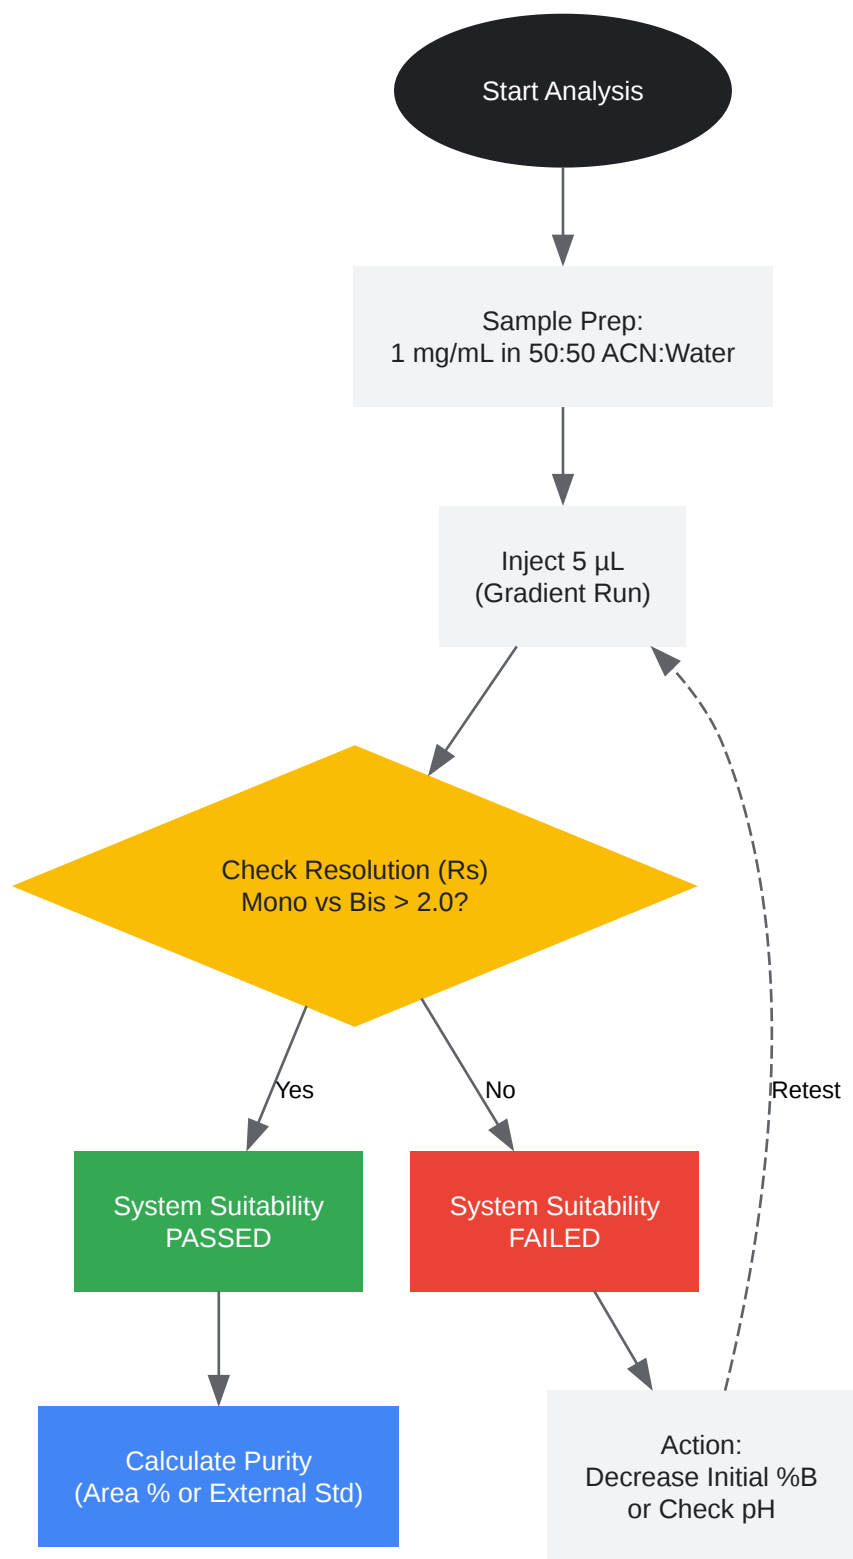 Start Analysis
Sample Prep:
1 mg/mL in 50:50 ACN:Water
Inject 5 µL
(Gradient Run)
Check Resolution (Rs)
Mono vs Bis > 2.0?
Yes
No
Retest
System Suitability
PASSED
System Suitability
FAILED
Calculate Purity
(Area % or External Std)
Action:
Decrease Initial %B
or Check pH